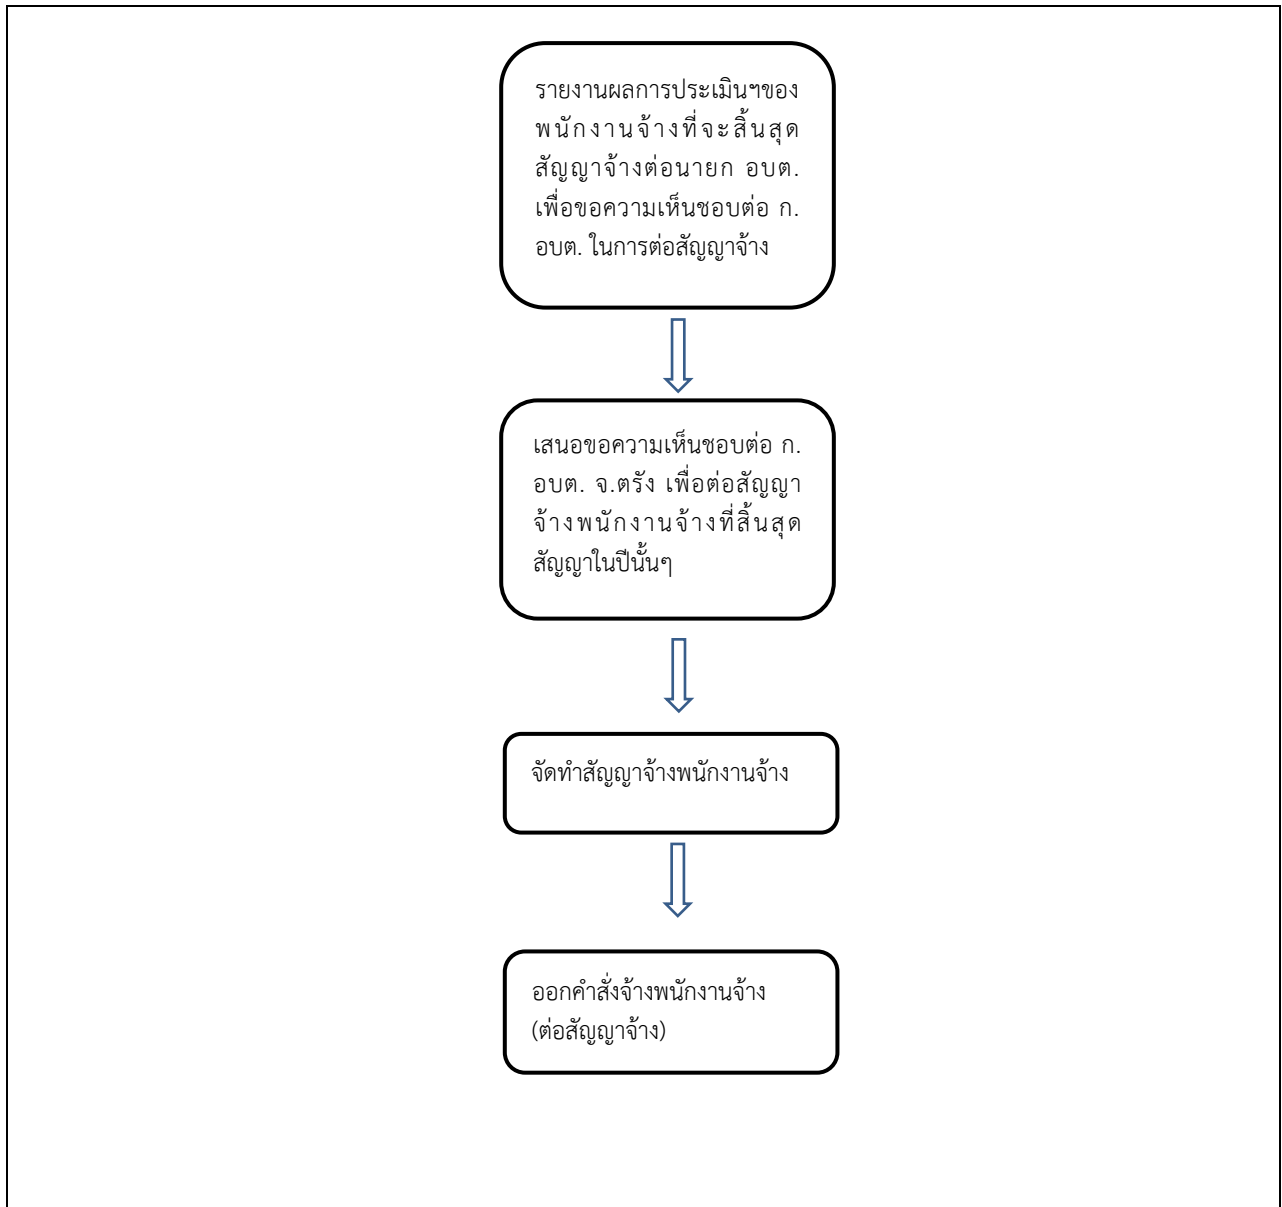 รายงานผลการประเมินฯของ
พนักงานจ้างที่จะสิ้นสุด
สัญญาจ้างต่อนายก อบต.
เพื่อขอความเห็นชอบต่อ ก.
อบต. ในการต่อสัญญาจ้าง
เสนอขอความเห็นชอบต่อ ก.
อบต. จ.ตรัง เพื่อต่อสัญญา
จ้างพนักงานจ้างที่สิ้นสุด
สัญญาในปีนั้นๆ
จัดทำสัญญาจ้างพนักงานจ้าง
ออกคำสั่งจ้างพนักงานจ้าง
(ต่อสัญญาจ้าง)